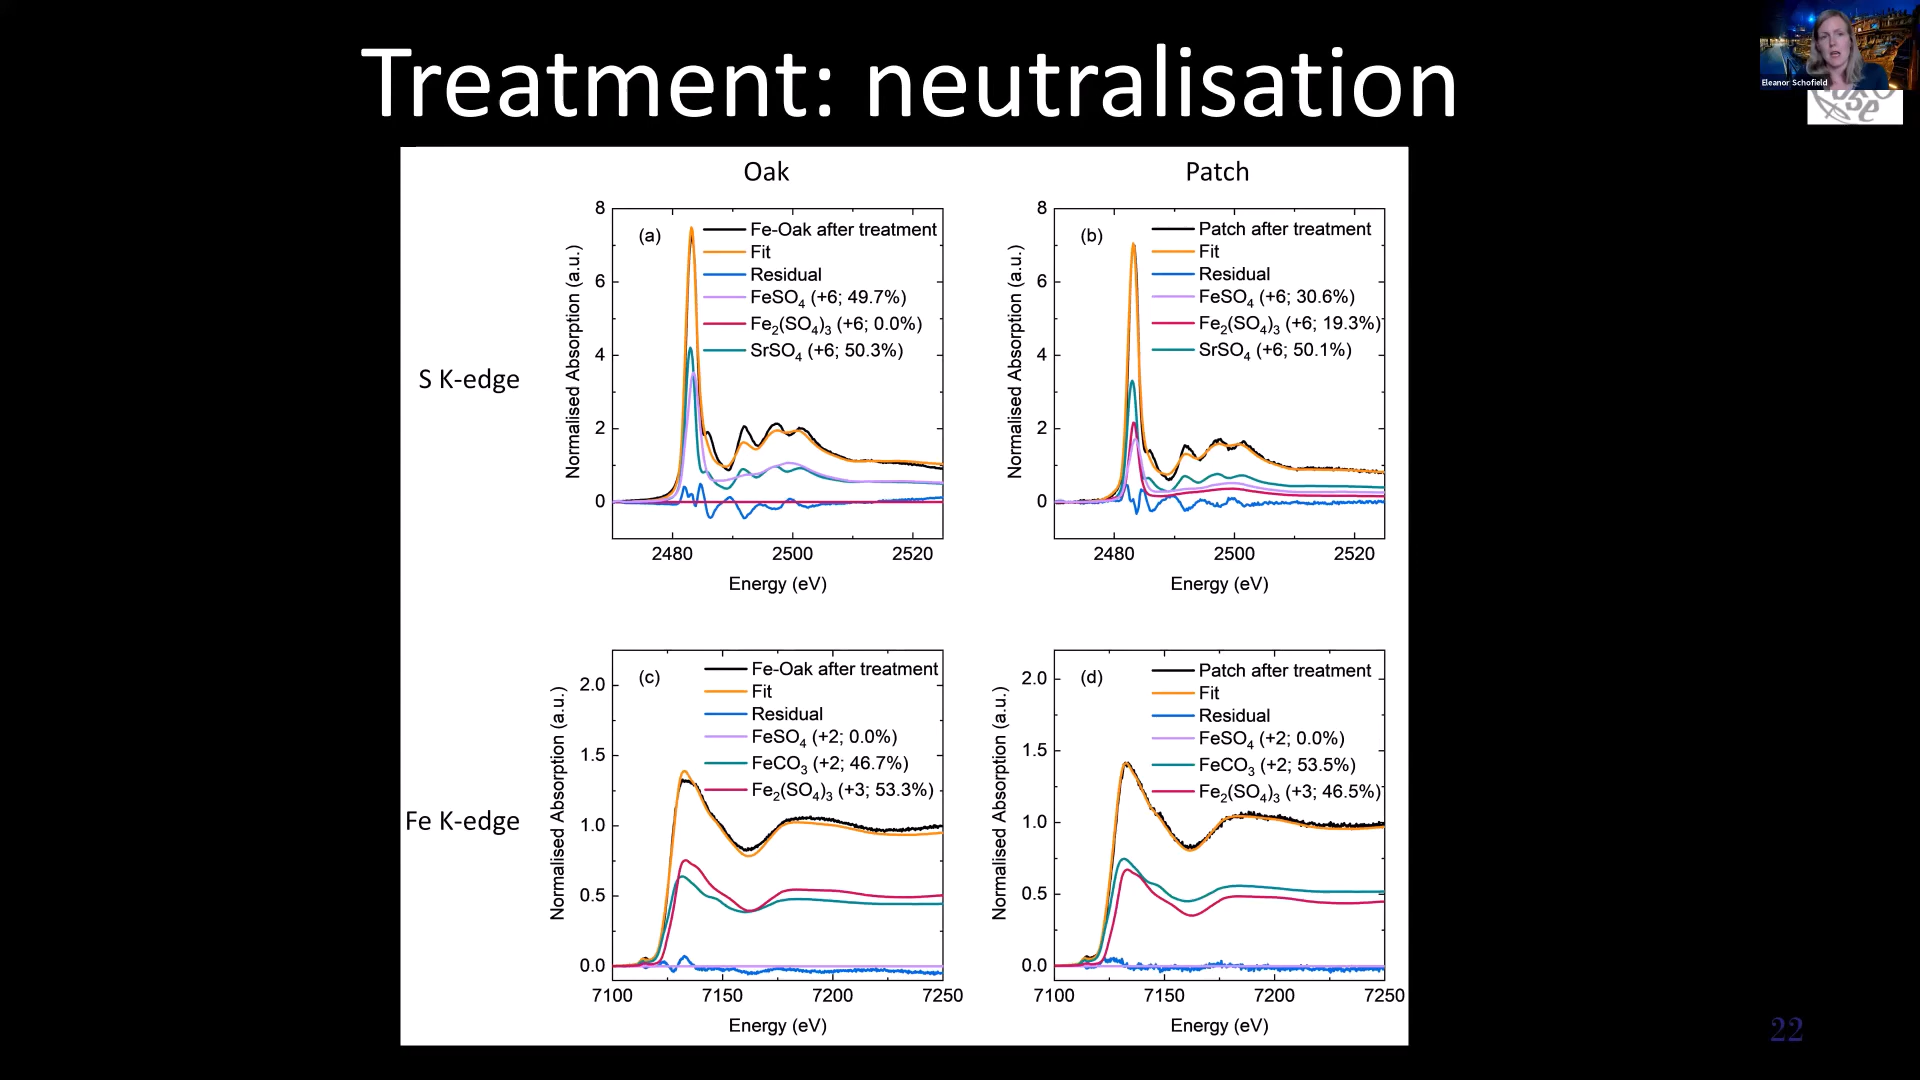 Treatment: neutralisation
Eleanor Schofield
Oak
Patch
S K-edge
Fe K-edge
(a)
Fe-Oak after treatment
Fit
Residual
FeSO4 (+6; 49.7%)
Fe2(SO4)3 (+6; 0.0%)
SrSO4 (+6; 50.3%)
Normalised Absorption (a.u.)
8
6
4
2
0
2480 2500 2520
Energy (eV)
(b)
Patch after treatment
Fit
Residual
FeSO4 (+6; 30.6%)
Fe2(SO4)3 (+6; 19.3%)
SrSO4 (+6; 50.1%)
Normalised Absorption (a.u.)
8
6
4
2
0
2480 2500 2520
Energy (eV)
(c)
Fe-Oak after treatment
Fit
Residual
FeSO4 (+2; 0.0%)
FeCO3 (+2; 46.7%)
Fe2(SO4)3 (+3; 53.3%)
Normalised Absorption (a.u.)
2.0
1.5
1.0
0.5
0.0
7100 7150 7200 7250
Energy (eV)
(d)
Patch after treatment
Fit
Residual
FeSO4 (+2; 0.0%)
FeCO3 (+2; 53.5%)
Fe2(SO4)3 (+3; 46.5%)
Normalised Absorption (a.u.)
2.0
1.5
1.0
0.5
0.0
7100 7150 7200 7250
Energy (eV)
22